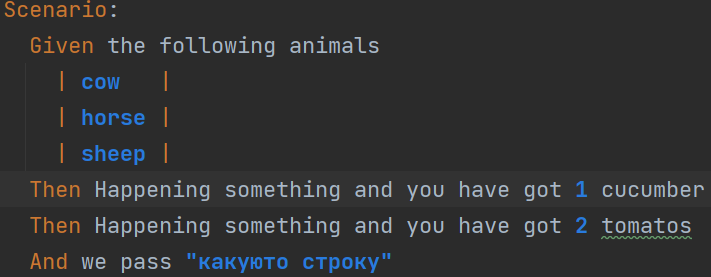 Scenario:
Given the following animals
| cow |
| horse |
| sheep |
Then Happening something and you have got 1 cucumber
Then Happening something and you have got 2 tomatos
And we pass "какуюто строку"